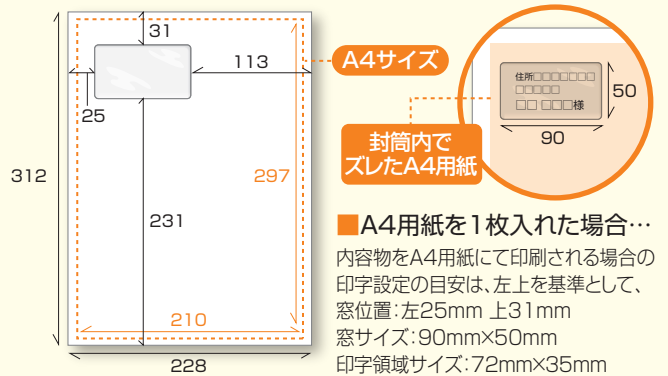 31
113
25
312
297
231
210
228
A4サイズ
住所□□□□□□□
□□□□□
□□ □□□様
50
90
封筒内で
ズレたA4用紙
■A4用紙を1枚入れた場合…
内容物をA4用紙にて印刷される場合の
印字設定の目安は、左上を基準として、
窓位置：左25mm 上31mm
窓サイズ：90mm×50mm
印字領域サイズ：72mm×35mm